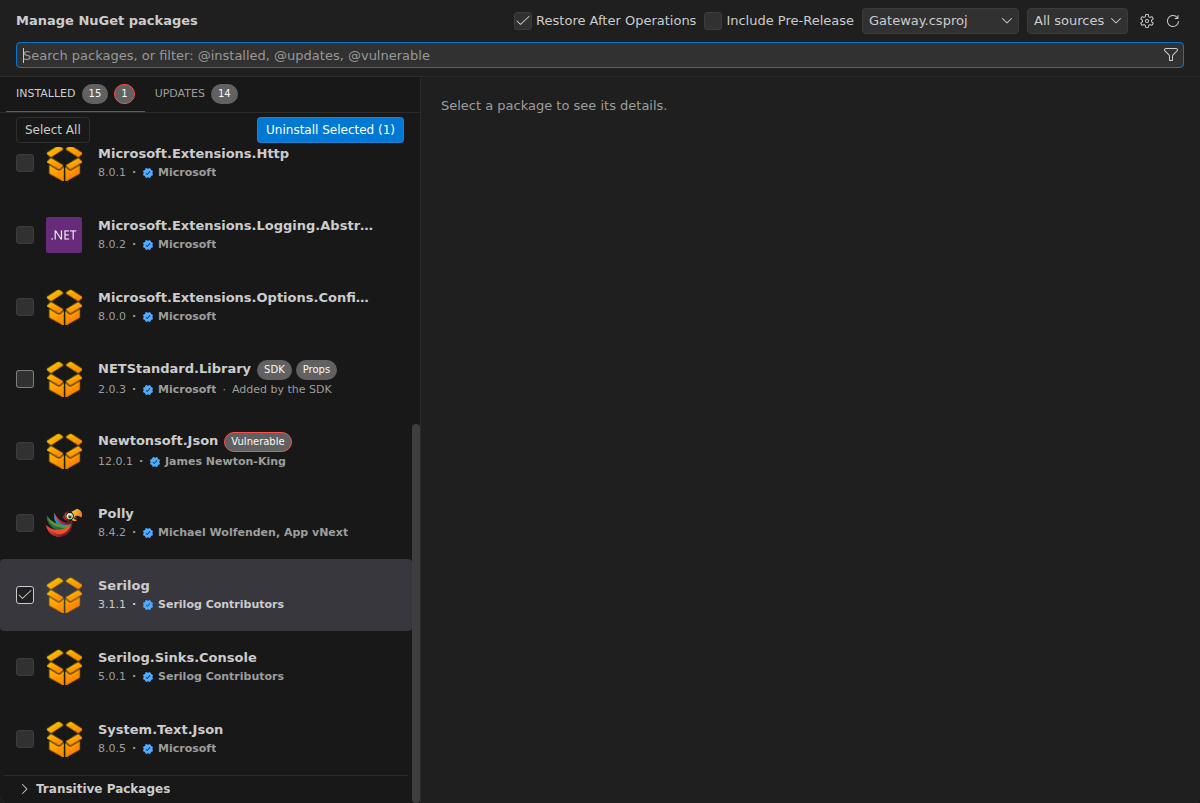 Manage NuGet packages
Restore After Operations
Include Pre-Release
Gateway.csproj
All sources
Search packages, or filter: @installed, @updates, @vulnerable
INSTALLED 15 1 UPDATES 14
Select All
Uninstall Selected (1)
Select a package to see its details.
Microsoft.Extensions.Http
8.0.1 · Microsoft
.NET
Microsoft.Extensions.Logging.Abstr…
8.0.2 · Microsoft
Microsoft.Extensions.Options.Confi…
8.0.0 · Microsoft
NETStandard.Library SDK Props
2.0.3 · Microsoft · Added by the SDK
Newtonsoft.Json Vulnerable
12.0.1 · James Newton-King
Polly
8.4.2 · Michael Wolfenden, App vNext
Serilog
3.1.1 · Serilog Contributors
Serilog.Sinks.Console
5.0.1 · Serilog Contributors
System.Text.Json
8.0.5 · Microsoft
Transitive Packages